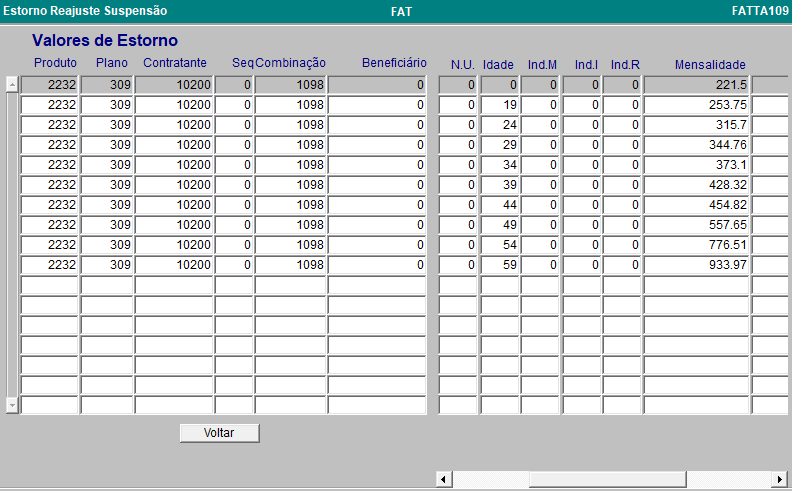 Estorno Reajuste Suspensão FAT FATTA109
Valores de Estorno
Produto Plano Contratante Seq Combinação Beneficiário N.U. Idade Ind.M Ind.I Ind.R Mensalidade
2232 309 10200 0 1098 0 0 0 0 0 0 221.5
2232 309 10200 0 1098 0 0 19 0 0 0 253.75
2232 309 10200 0 1098 0 0 24 0 0 0 315.7
2232 309 10200 0 1098 0 0 29 0 0 0 344.76
2232 309 10200 0 1098 0 0 34 0 0 0 373.1
2232 309 10200 0 1098 0 0 39 0 0 0 428.32
2232 309 10200 0 1098 0 0 44 0 0 0 454.82
2232 309 10200 0 1098 0 0 49 0 0 0 557.65
2232 309 10200 0 1098 0 0 54 0 0 0 776.51
2232 309 10200 0 1098 0 0 59 0 0 0 933.97
Voltar